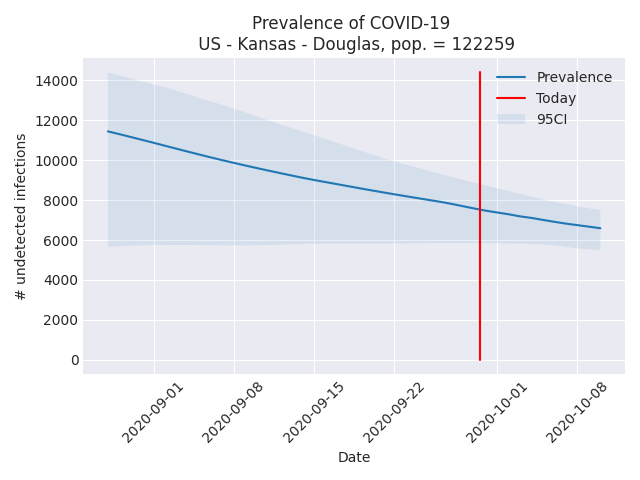 Prevalence of COVID-19
US - Kansas - Douglas, pop. = 122259
Prevalence
Today
95CI
14000
12000
10000
8000
6000
4000
2000
0
# undetected infections
2020-09-01
2020-09-08
2020-09-15
2020-09-22
2020-10-01
2020-10-08
Date